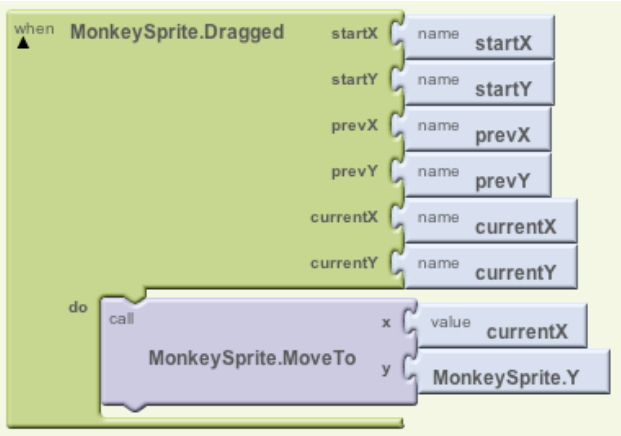 when MonkeySprite.Dragged startX name startX
startY name startY
prevX name prevX
prevY name prevY
currentX name currentX
currentY name currentY
do
call
x value currentX
MonkeySprite.MoveTo
y MonkeySprite.Y